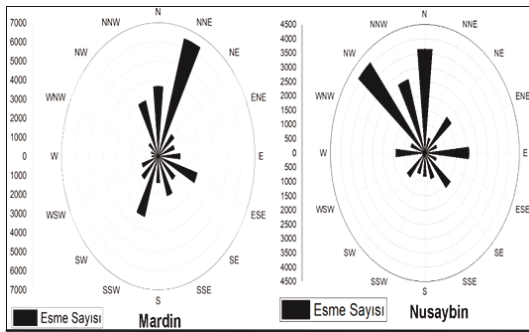 7000
6000
5000
4000
3000
2000
1000
0
1000
2000
3000
4000
5000
6000
7000
N
NNW NNE
NW NE
WNW ENE
W E
WSW ESE
SW SE
SSW SSE
S
Esme Sayısı
Mardin
4500
4000
3500
3000
2500
2000
1500
1000
500
0
500
1000
1500
2000
2500
3000
3500
4000
4500
N
NNW NNE
NW NE
WNW ENE
W E
WSW ESE
SW SE
SSW SSE
S
Esme Sayısı
Nusaybin